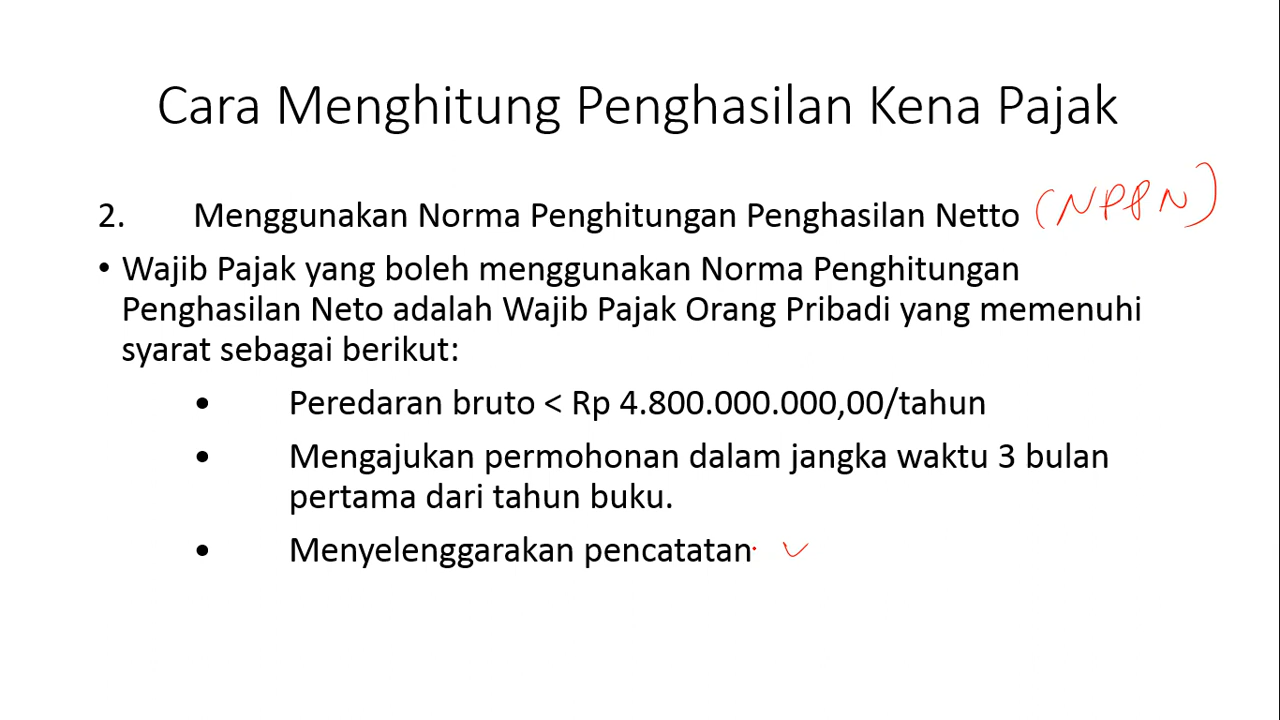 Cara Menghitung Penghasilan Kena Pajak
2. Menggunakan Norma Penghitungan Penghasilan Netto (NPPN)
• Wajib Pajak yang boleh menggunakan Norma Penghitungan
Penghasilan Neto adalah Wajib Pajak Orang Pribadi yang memenuhi
syarat sebagai berikut:
• Peredaran bruto < Rp 4.800.000.000,00/tahun
• Mengajukan permohonan dalam jangka waktu 3 bulan
pertama dari tahun buku.
• Menyelenggarakan pencatatan